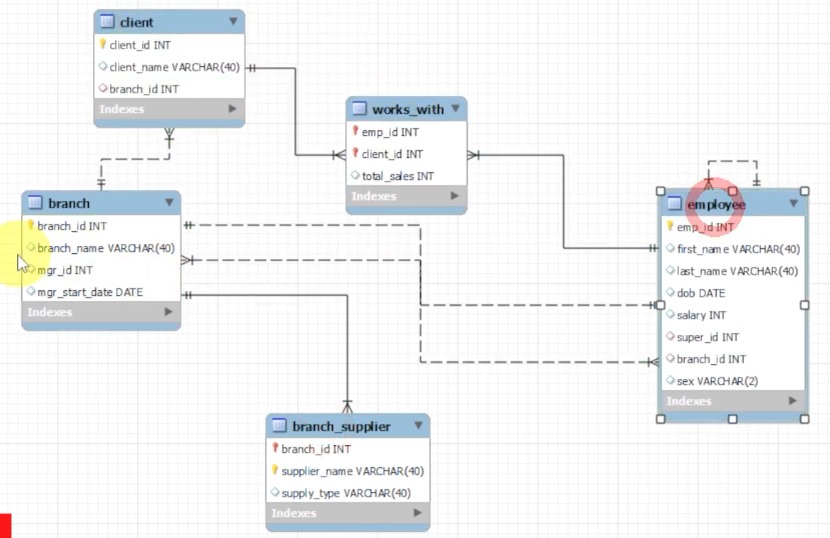 client
client_id INT
client_name VARCHAR(40)
branch_id INT
Indexes
works_with
emp_id INT
client_id INT
total_sales INT
Indexes
branch
branch_id INT
branch_name VARCHAR(40)
mgr_id INT
mgr_start_date DATE
Indexes
employee
emp_id INT
first_name VARCHAR(40)
last_name VARCHAR(40)
dob DATE
salary INT
super_id INT
branch_id INT
sex VARCHAR(2)
Indexes
branch_supplier
branch_id INT
supplier_name VARCHAR(40)
supply_type VARCHAR(40)
Indexes